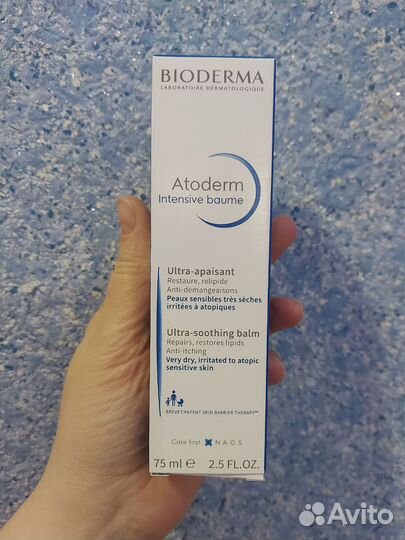 BIODERMA
LABORATOIRE DERMATOLOGIQUE
Atoderm
Intensive baume
Ultra-apaisant
Restaure, relipide
Anti-démangeaisons
Peaux sensibles très sèches
irritées à atopiques
Ultra-soothing balm
Repairs, restores lipids
Anti-itching
Very dry, irritated to atopic
sensitive skin
BREVET/PATENT SKIN BARRIER THERAPY™
Care first NAOS
75 ml ℮ 2.5 FL.OZ.
Avito